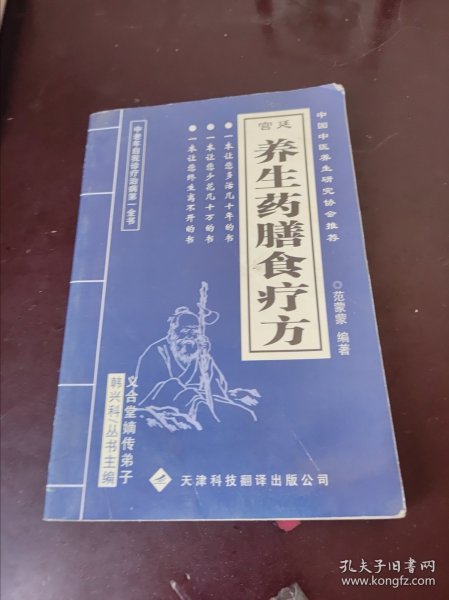 中国中医养生研究协会推荐
宫廷
养生药膳食疗方
◎范蒙蒙 编著
●一本让您多活几十年的书
●一本让您少花几十万的书
●一本让您终生离不开的书
中老年自我诊疗治病第一全书
义合堂嫡传弟子
韩兴科/丛书主编
天津科技翻译出版公司
孔夫子旧书网
www.kongfz.com